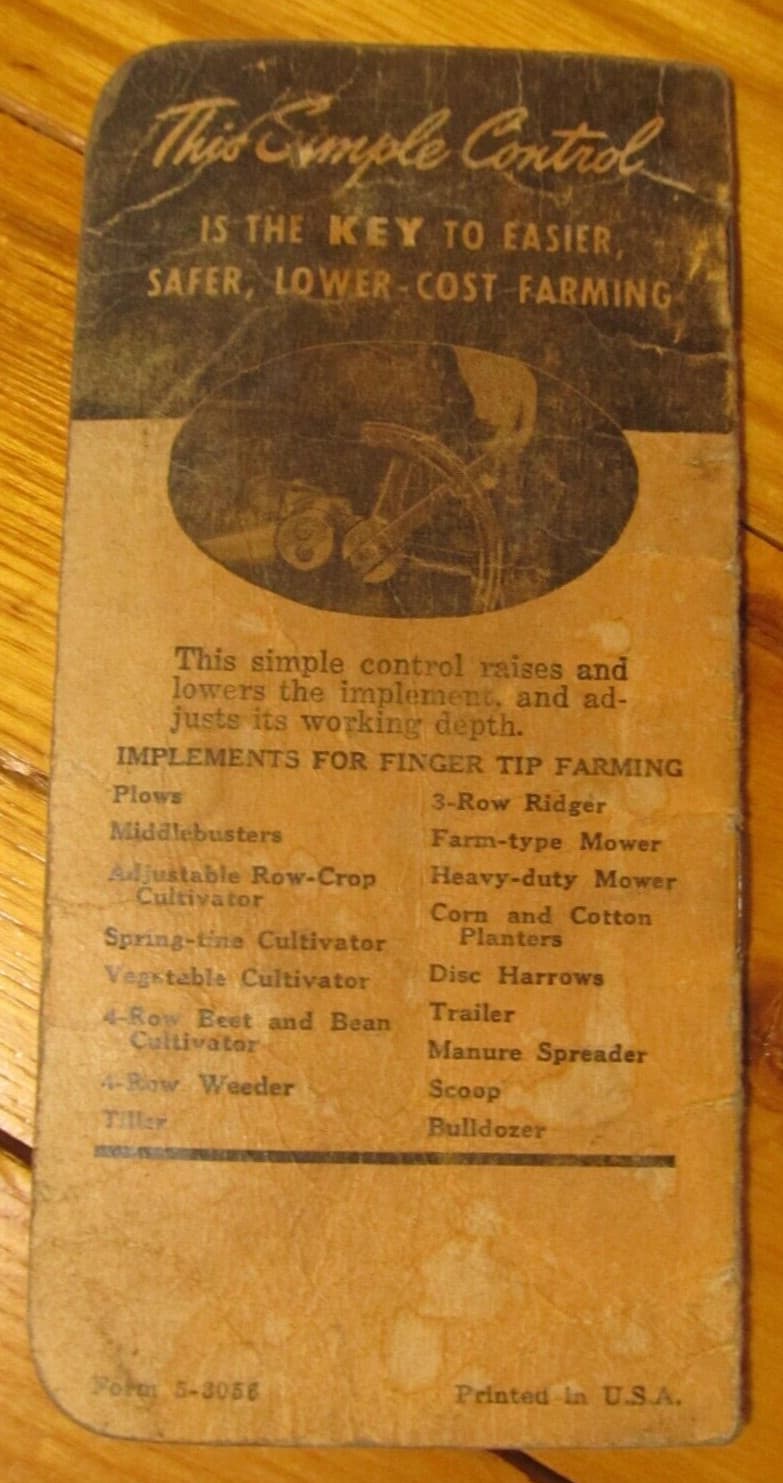 This Simple Control
IS THE KEY TO EASIER,
SAFER, LOWER-COST FARMING
This simple control raises and
lowers the implement, and ad-
justs its working depth.
IMPLEMENTS FOR FINGER TIP FARMING
Plows
Middlebusters
Adjustable Row-Crop
Cultivator
Spring-tine Cultivator
Vegetable Cultivator
4-Row Beet and Bean
Cultivator
4-Row Weeder
Tiller
3-Row Ridger
Farm-type Mower
Heavy-duty Mower
Corn and Cotton
Planters
Disc Harrows
Trailer
Manure Spreader
Scoop
Bulldozer
Form 5-3056
Printed in U.S.A.